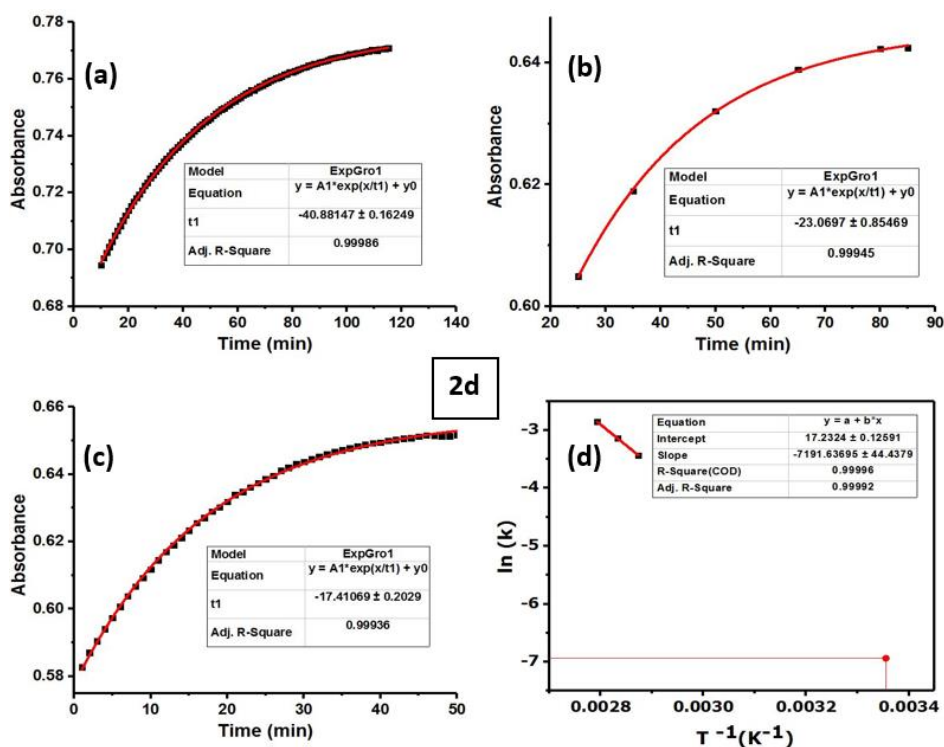 (a)
Absorbance
0.78
0.76
0.74
0.72
0.70
0.68
Model ExpGro1
Equation y = A1*exp(x/t1) + y0
t1 -40.88147 ± 0.16249
Adj. R-Square 0.99986
0 20 40 60 80 100 120 140
Time (min)
(b)
Absorbance
0.64
0.62
0.60
Model ExpGro1
Equation y = A1*exp(x/t1) + y0
t1 -23.0697 ± 0.85469
Adj. R-Square 0.99945
20 30 40 50 60 70 80 90
Time (min)
2d
(c)
Absorbance
0.66
0.64
0.62
0.60
0.58
Model ExpGro1
Equation y = A1*exp(x/t1) + y0
t1 -17.41069 ± 0.2029
Adj. R-Square 0.99936
0 10 20 30 40 50
Time (min)
(d)
ln (k)
-3
-4
-5
-6
-7
Equation y = a + b*x
Intercept 17.2324 ± 0.12591
Slope -7191.63695 ± 44.4379
R-Square(COD) 0.99996
Adj. R-Square 0.99992
0.0028 0.0030 0.0032 0.0034
T⁻¹(K⁻¹)